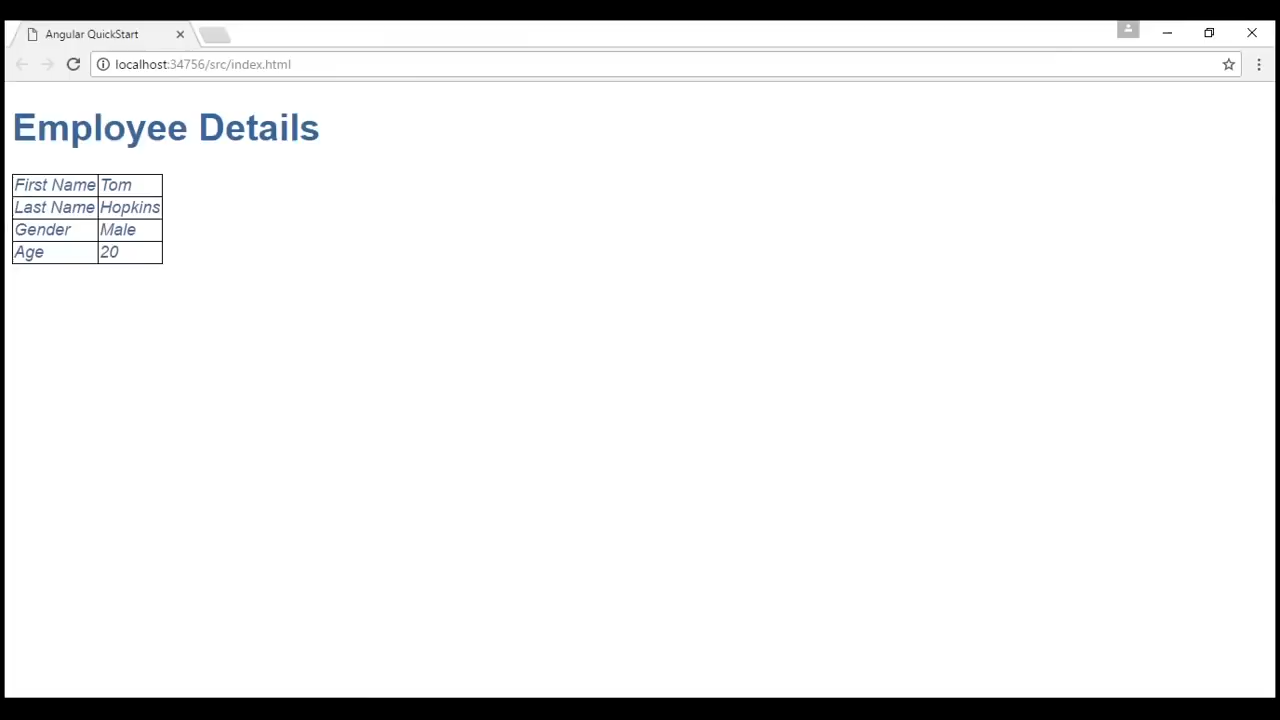 Angular QuickStart
localhost:34756/src/index.html
Employee Details
First Name Tom
Last Name Hopkins
Gender Male
Age 20